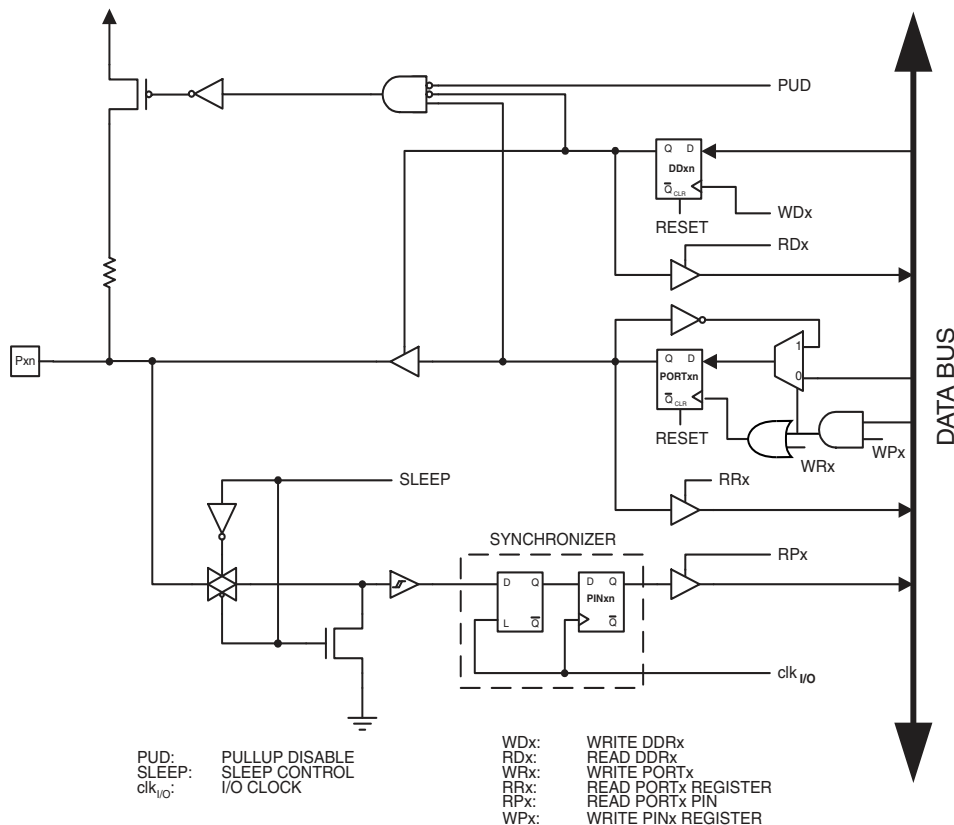 PUD
Q D
DDxn
Q CLR
WDx
RESET
RDx
Pxn
1
Q D
PORTxn
0
Q CLR
RESET
WRx
WPx
DATA BUS
SLEEP
RRx
SYNCHRONIZER
RPx
D Q
D Q
PINxn
L Q
Q
clk I/O
PUD: PULLUP DISABLE
SLEEP: SLEEP CONTROL
clkI/O: I/O CLOCK
WDx: WRITE DDRx
RDx: READ DDRx
WRx: WRITE PORTx
RRx: READ PORTx REGISTER
RPx: READ PORTx PIN
WPx: WRITE PINx REGISTER